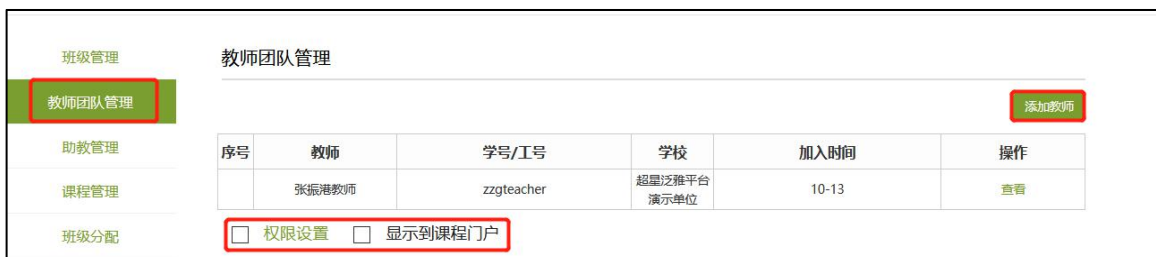 班级管理
教师团队管理
助教管理
课程管理
班级分配
教师团队管理
添加教师
序号 教师 学号/工号 学校 加入时间 操作
张振港教师 zzgteacher 超星泛雅平台 10-13 查看
演示单位
权限设置 显示到课程门户